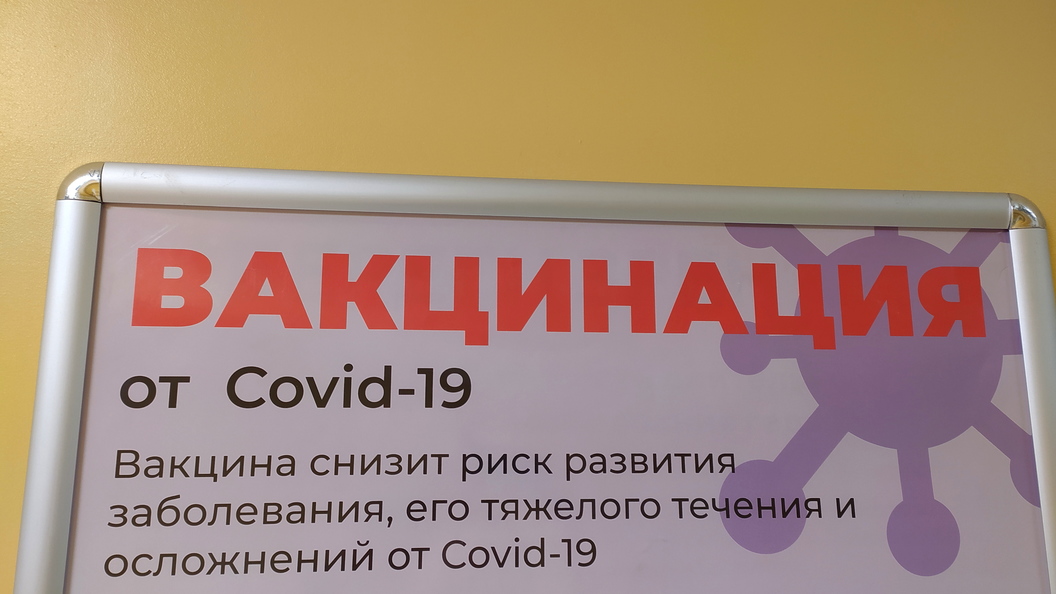 ВАКЦИНАЦИЯ
от Covid-19
Вакцина снизит риск развития
заболевания, его тяжелого течения и
осложнений от Covid-19